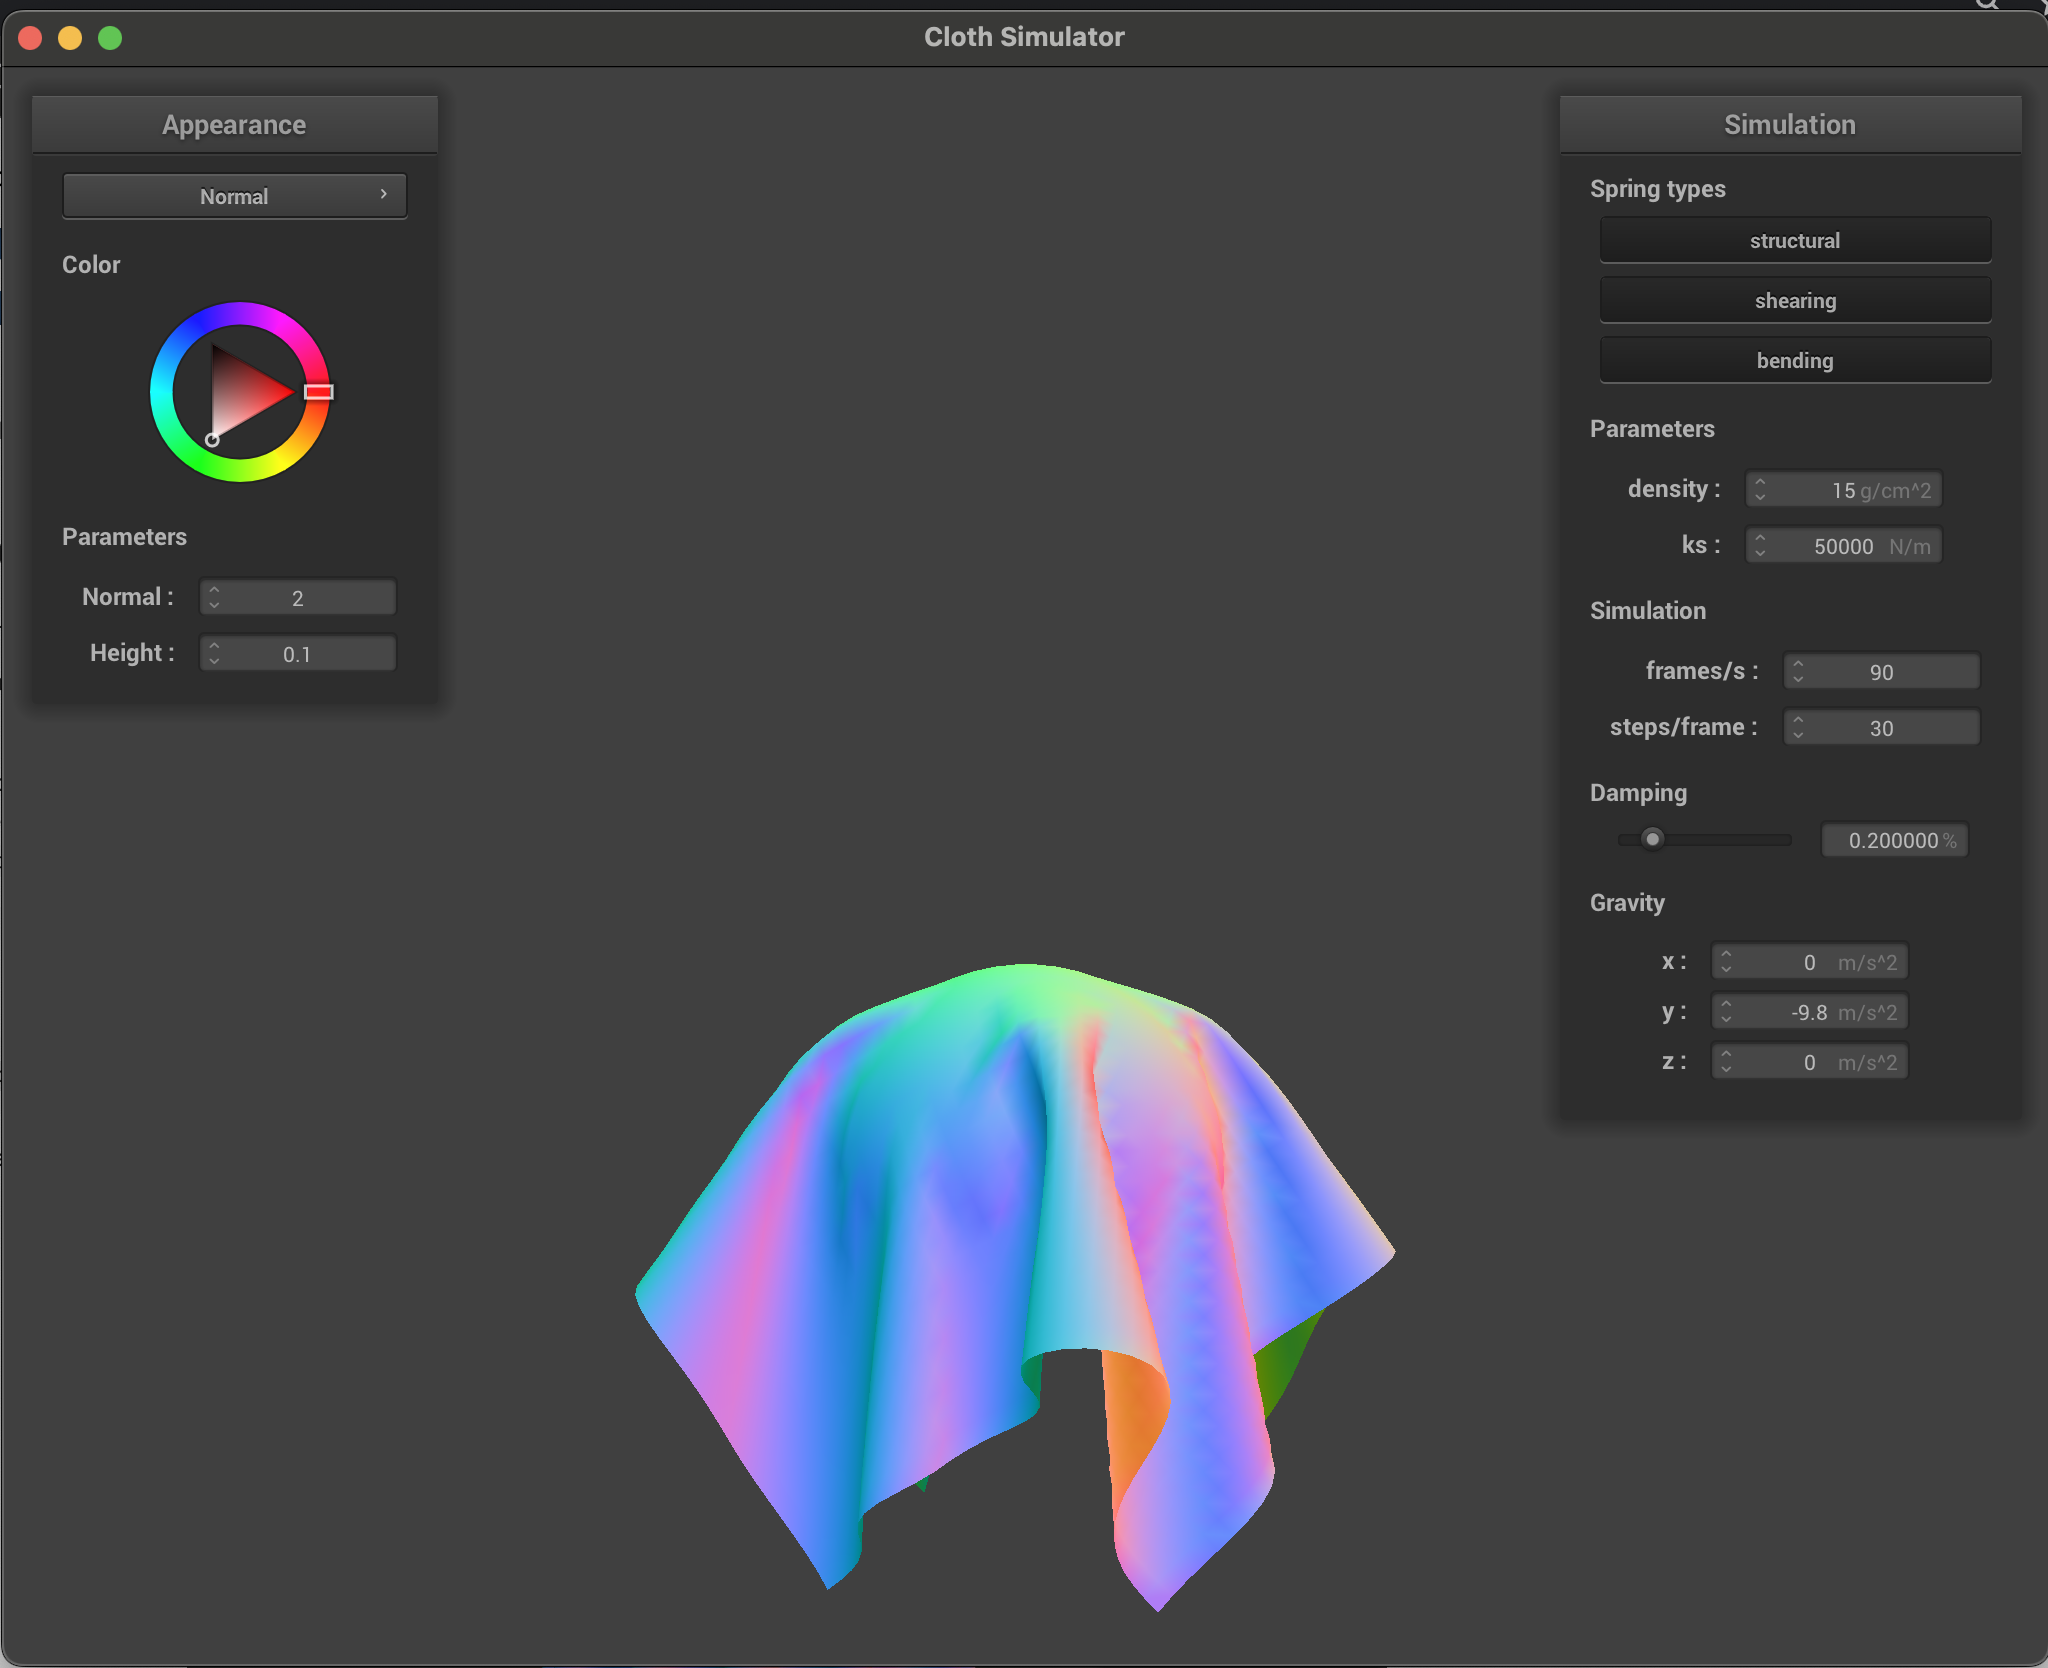 Cloth Simulator
Appearance
Normal
Color
Parameters
Normal : 2
Height : 0.1
Simulation
Spring types
structural
shearing
bending
Parameters
density : 15 g/cm^2
ks : 50000 N/m
Simulation
frames/s : 90
steps/frame : 30
Damping
0.200000 %
Gravity
x : 0 m/s^2
y : -9.8 m/s^2
z : 0 m/s^2